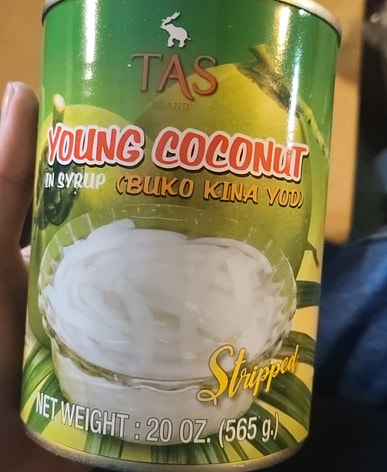 TAS
BRAND
YOUNG COCONUT
IN SYRUP (BUKO KINA YOD)
Stripped
NET WEIGHT : 20 OZ. (565 g.)